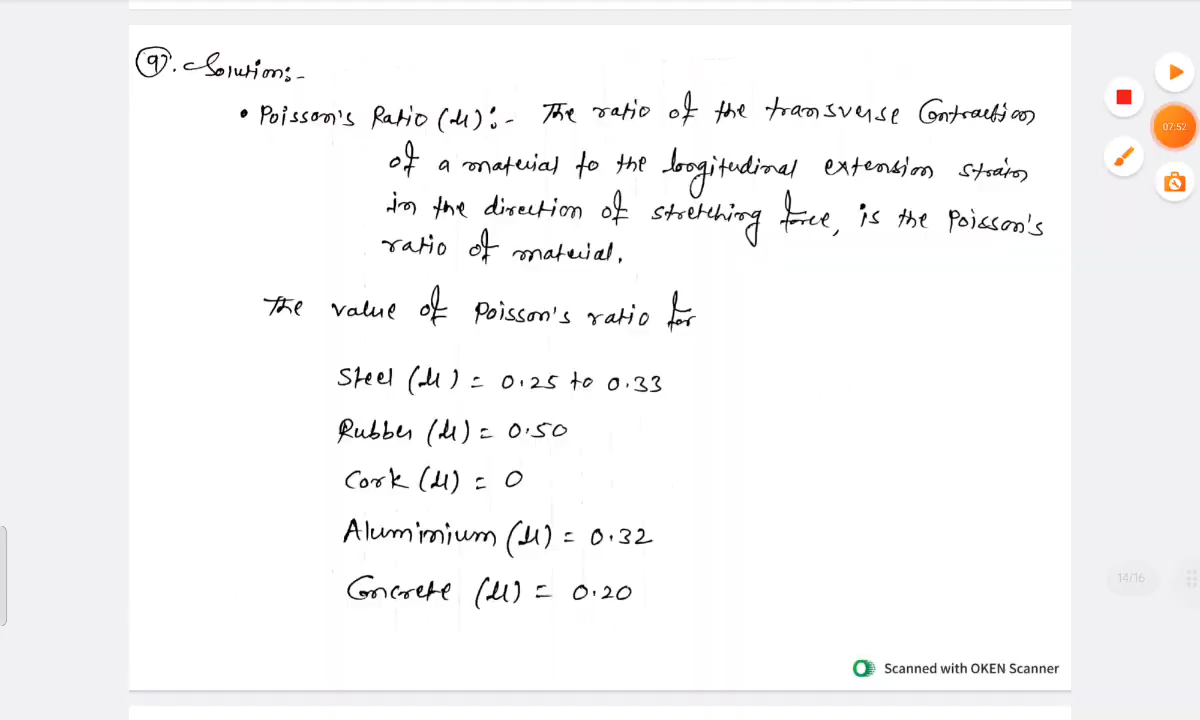 9. Solution:-
• Poisson's Ratio (μ):- The ratio of the transverse Contraction
of a material to the longitudinal extension strain
in the direction of stretching force, is the Poisson's
ratio of material.
The value of Poisson's ratio for
Steel (μ) = 0.25 to 0.33
Rubber (μ) = 0.50
Cork (μ) = 0
Aluminium (μ) = 0.32
Concrete (μ) = 0.20
Scanned with OKEN Scanner
07:52
14/16